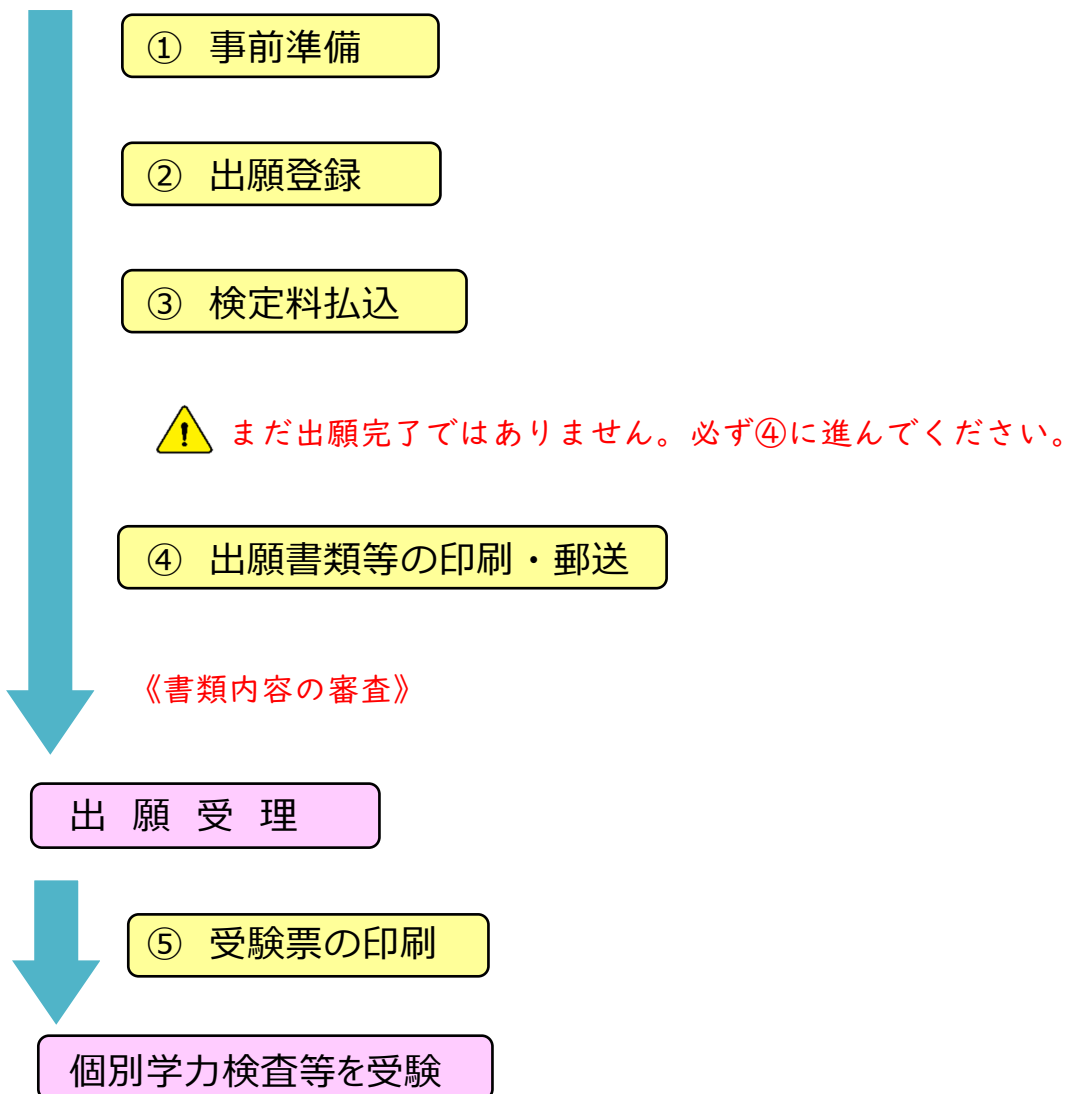 ① 事前準備
② 出願登録
③ 検定料払込
まだ出願完了ではありません。必ず④に進んでください。
④ 出願書類等の印刷・郵送
《書類内容の審査》
出 願 受 理
⑤ 受験票の印刷
個別学力検査等を受験